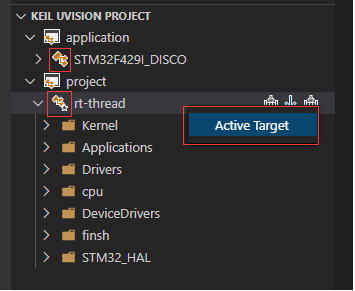 KEIL UVISION PROJECT
application
STM32F429I_DISCO
project
rt-thread
Active Target
Kernel
Applications
Drivers
cpu
DeviceDrivers
finsh
STM32_HAL